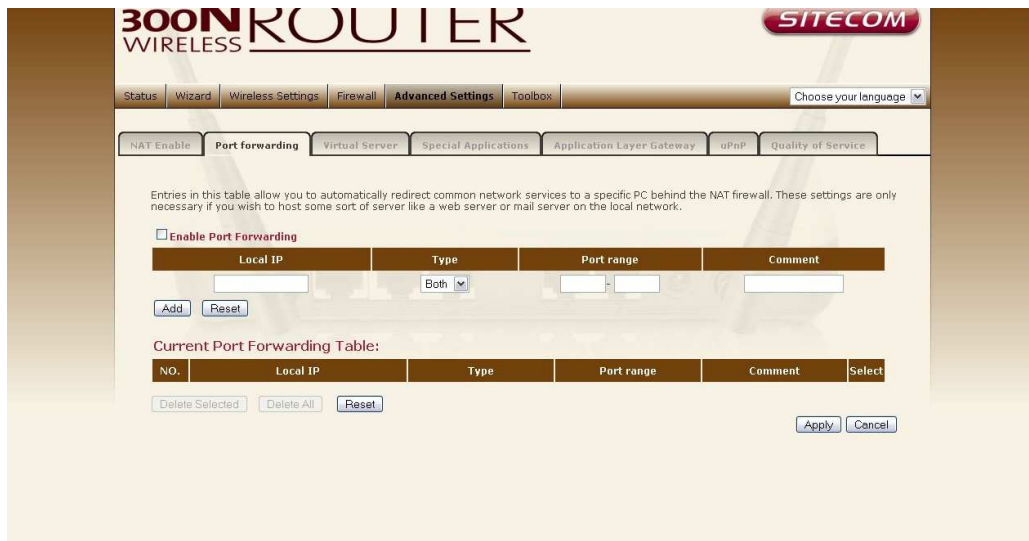 300N ROUTER
WIRELESS
SITECOM
Status Wizard Wireless Settings Firewall Advanced Settings Toolbox Choose your language
NAT Enable Port forwarding Virtual Server Special Applications Application Layer Gateway uPnP Quality of Service
Entries in this table allow you to automatically redirect common network services to a specific PC behind the NAT firewall. These settings are only
necessary if you wish to host some sort of server like a web server or mail server on the local network.
Enable Port Forwarding
Local IP Type Port range Comment
Both -
Add Reset
Current Port Forwarding Table:
NO. Local IP Type Port range Comment Select
Delete Selected Delete All Reset
Apply Cancel